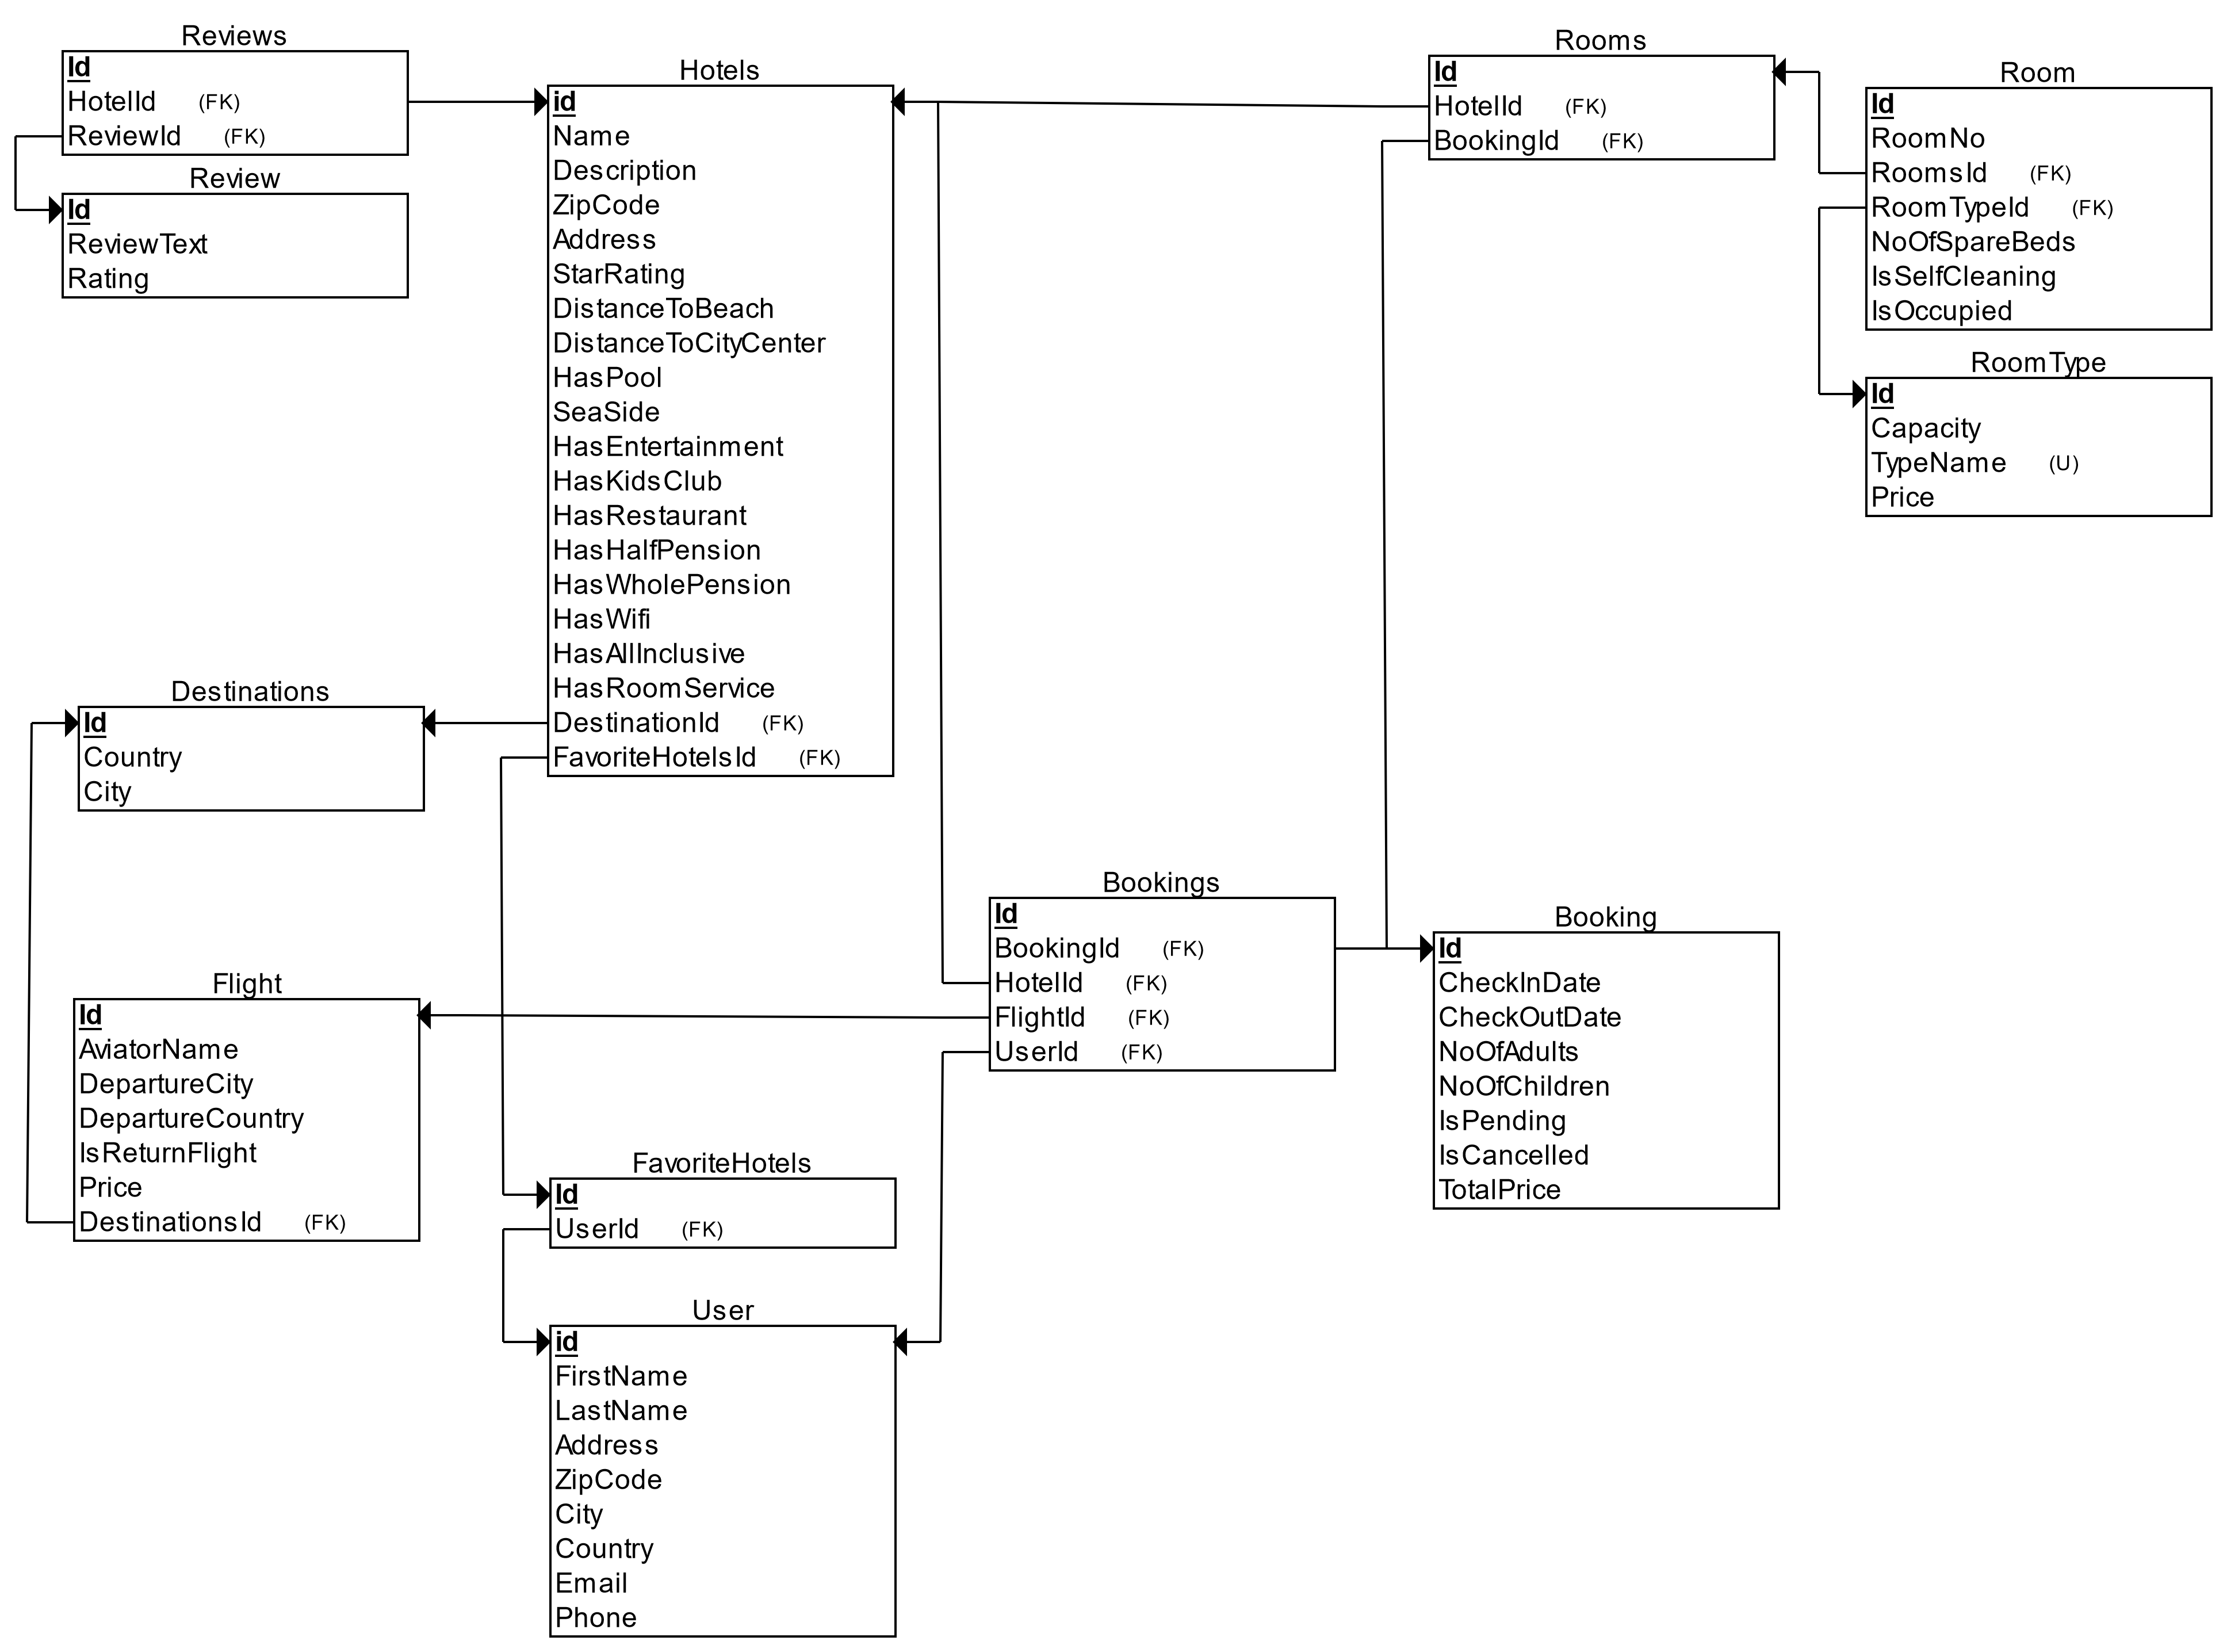 Reviews
Id
HotelId (FK)
ReviewId (FK)
Review
Id
ReviewText
Rating
Hotels
id
Name
Description
ZipCode
Address
StarRating
DistanceToBeach
DistanceToCityCenter
HasPool
SeaSide
HasEntertainment
HasKidsClub
HasRestaurant
HasHalfPension
HasWholePension
HasWifi
HasAllInclusive
HasRoomService
DestinationId (FK)
FavoriteHotelsId (FK)
Rooms
Id
HotelId (FK)
BookingId (FK)
Room
Id
RoomNo
RoomsId (FK)
RoomTypeId (FK)
NoOfSpareBeds
IsSelfCleaning
IsOccupied
RoomType
Id
Capacity
TypeName (U)
Price
Destinations
Id
Country
City
Flight
Id
AviatorName
DepartureCity
DepartureCountry
IsReturnFlight
Price
DestinationsId (FK)
Bookings
Id
BookingId (FK)
HotelId (FK)
FlightId (FK)
UserId (FK)
Booking
Id
CheckInDate
CheckOutDate
NoOfAdults
NoOfChildren
IsPending
IsCancelled
TotalPrice
FavoriteHotels
Id
UserId (FK)
User
id
FirstName
LastName
Address
ZipCode
City
Country
Email
Phone